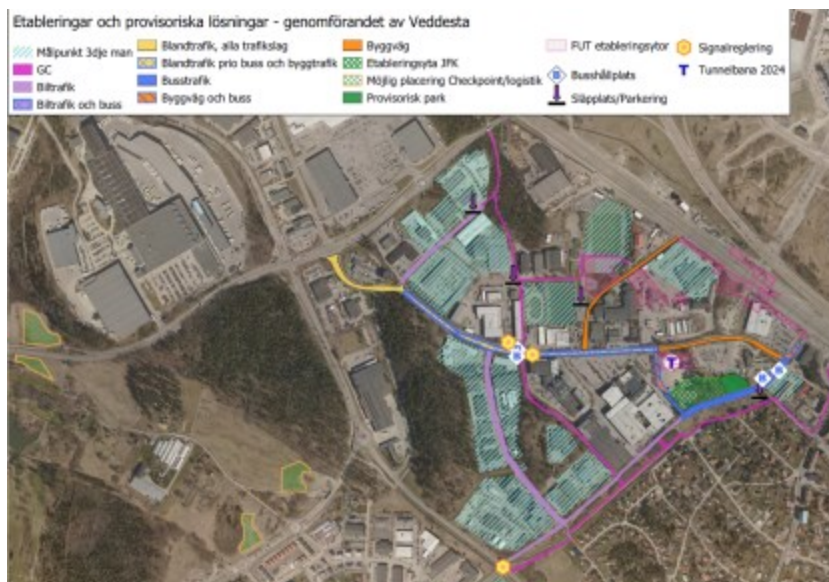 Etableringar och provisoriska lösningar - genomförandet av Veddesta
Målpunkt 3dje man
GC
Biltrafik
Biltrafik och buss
Blandtrafik, alla trafikslag
Blandtrafik prio buss och byggtrafik
Busstrafik
Byggväg och buss
Byggväg
Etableringsyta JFK
Möjlig placering Checkpoint/logistik
Provisorisk park
FUT etableringsytor
Busshållplats
Släpplats/Parkering
Signalreglering
Tunnelbana 2024
T